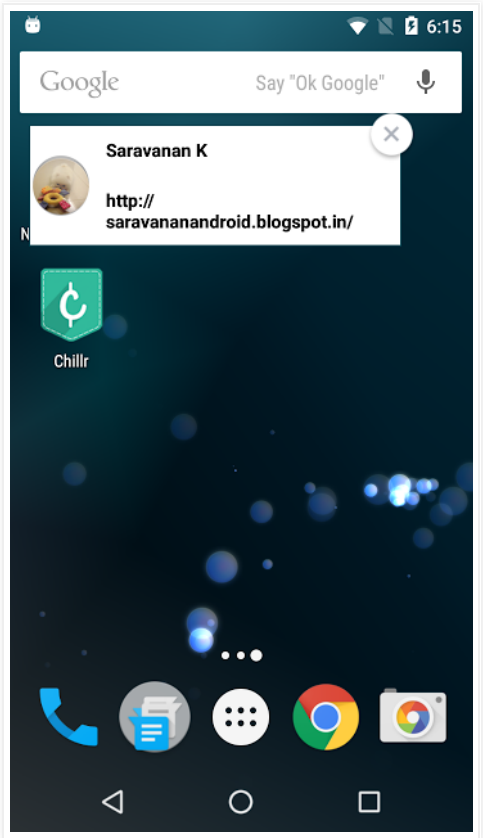 6:15
Google Say "Ok Google"
Saravanan K
http://
saravananandroid.blogspot.in/
N
Chillr